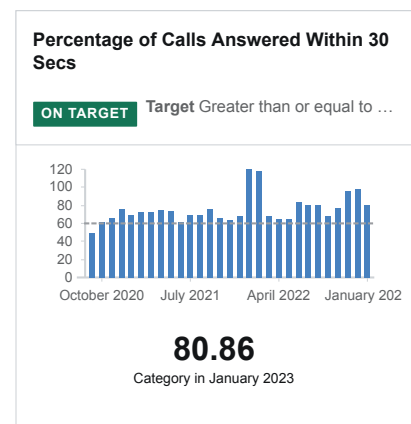 Percentage of Calls Answered Within 30
Secs
ON TARGET Target Greater than or equal to …
120
100
80
60
40
20
0
October 2020 July 2021 April 2022 January 202
80.86
Category in January 2023